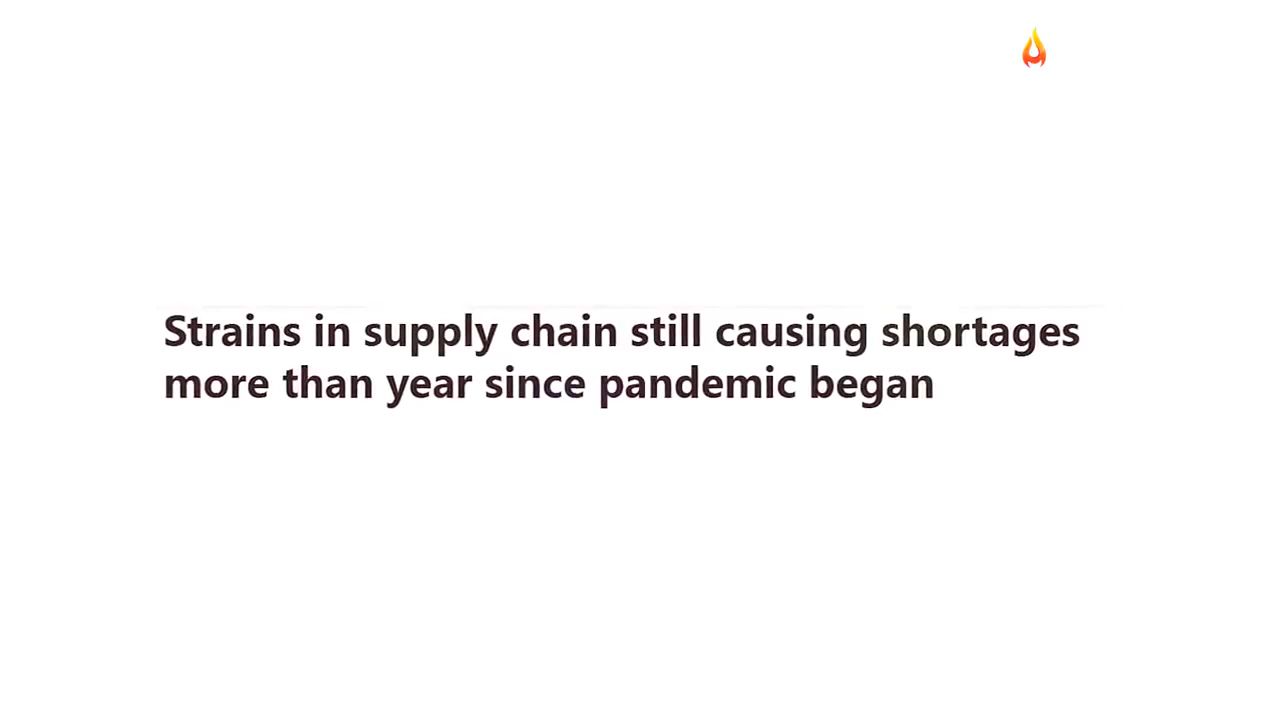 Strains in supply chain still causing shortages
more than year since pandemic began